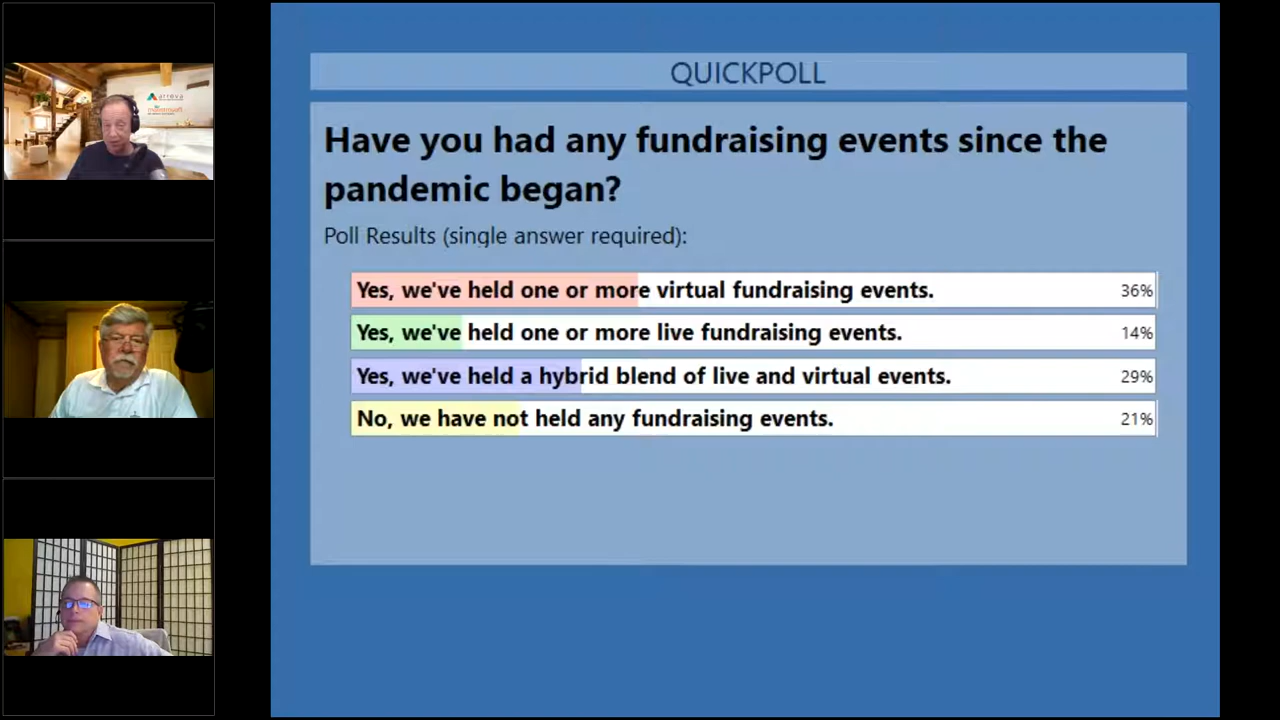 arreva
QUICKPOLL
Have you had any fundraising events since the
pandemic began?
Poll Results (single answer required):
Yes, we've held one or more virtual fundraising events. 36%
Yes, we've held one or more live fundraising events. 14%
Yes, we've held a hybrid blend of live and virtual events. 29%
No, we have not held any fundraising events. 21%